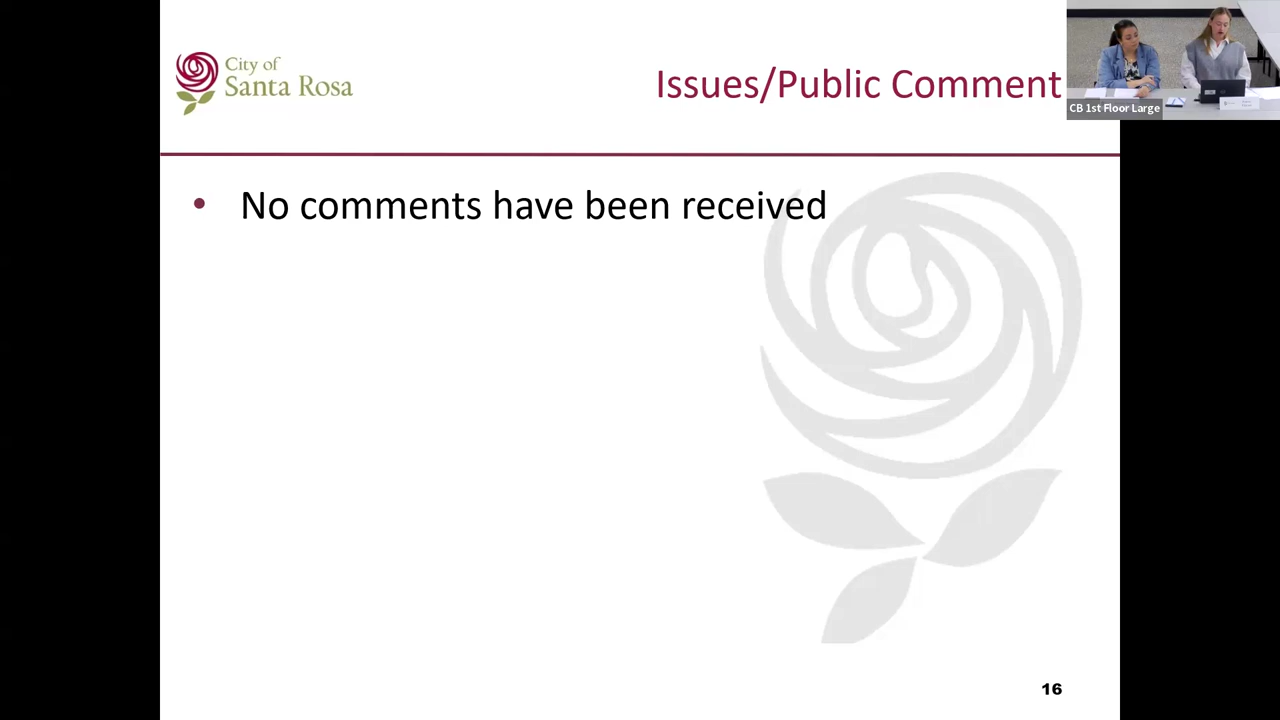 City of
Santa Rosa
Issues/Public Comment
CB 1st Floor Large
• No comments have been received
16